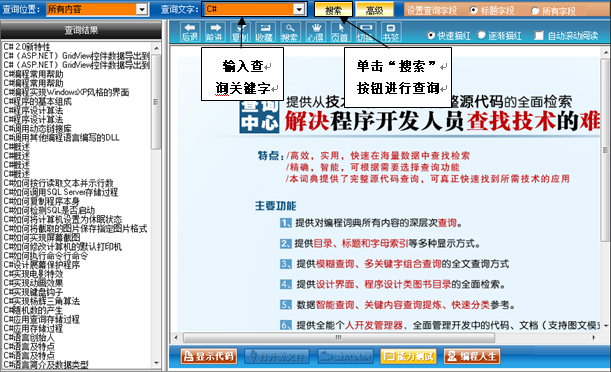 查询位置: 所有内容 查询文字: C# 搜索 高级 设置查询字段 标题字段 所有字段
查询结果
后退 前进 复制 收藏 搜索 心得 首页 切换 书签 快速描红 逐渐描红 自动滚动阅读
输入查
询关键字
单击“搜索”
按钮进行查询
C# 2.0新特性
C#（ASP.NET）GridView控件数据导出到
C#（ASP.NET）GridView控件数据导出到
C#编程常用帮助
C#编程常用帮助
C#编程实现WindowsXP风格的界面
C#程序的基本组成
C#程序设计算法
C#程序设计算法
C#调用动态链接库
C#调用其他编程语言编写的DLL
C#概述
C#概述
C#概述
C#概述
C#如何按行读取文本并示行数
C#如何调用SQL Server存储过程
C#如何复制程序本身
C#如何检测SQL是否启动
C#如何将计算机设置为休眠状态
C#如何将截取的图片保存指定图片格式
C#如何实现屏幕截图
C#如何修改计算机的默认打印机
C#如何执行命令行命令
C#设计屏幕保护程序
C#实现电影特效
C#实现动画效果
C#实现键盘钩子
C#实现杨辉三角算法
C#随机数的产生
C#应用查询存储过程
C#应用存储过程
C#语言创始人
C#语言及特点
C#语言及特点
C#语言简介及数据类型
查询
中心
提供从技 整源代码的全面检索
解决程序开发人员查找技术的难
特点: /高效，实用，快速在海量数据中查找检索
/精确，智能，可根据需要选择查询功能
/本词典提供了完整源代码查询，可真正快速找到所需技术的应用
主要功能
1、提供对编程词典所有内容的深层次查询。
2、提供目录、标题和字母索引等多种显示方式。
3、提供模糊查询、多关键字组合查询的全文查询方式
4、提供设计界面、程序设计类图书目录的全面检索。
5、数据智能查询、关键内容查询提炼、快速分类参考。
6、提供全能个人开发管理器，全面管理开发中的代码、文档（支持图文模式
显示代码 打开源文件 能力测试 编程人生